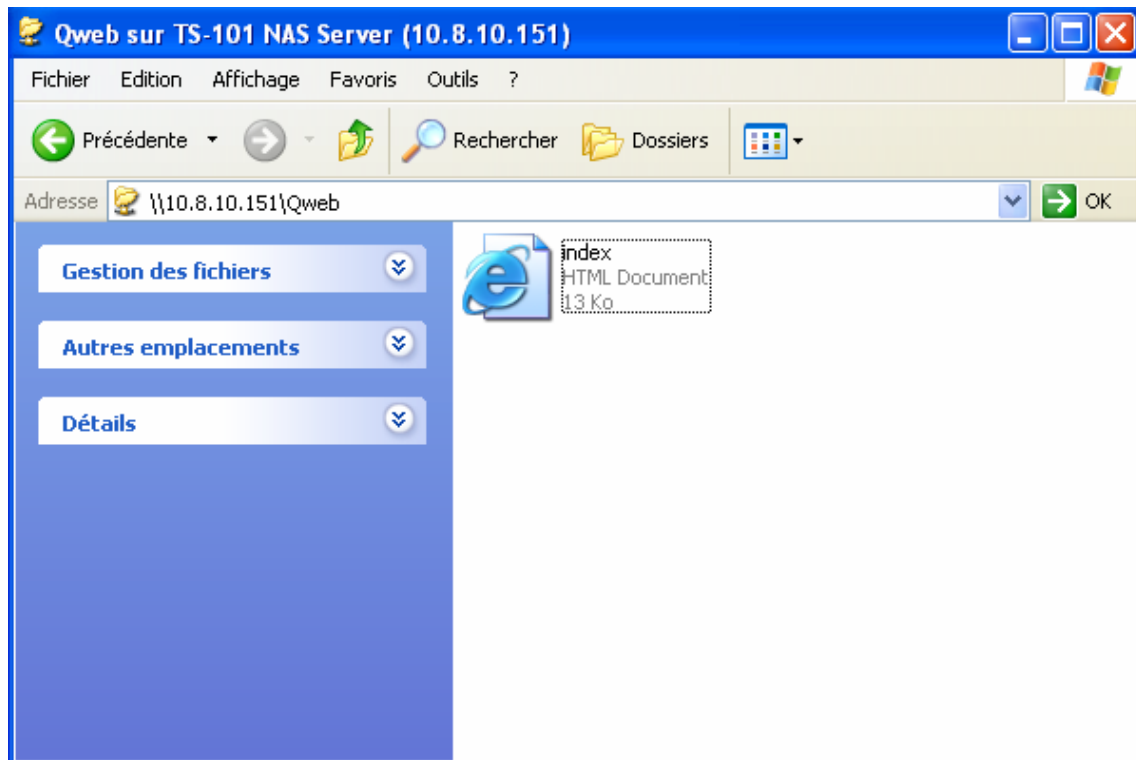 Qweb sur TS-101 NAS Server (10.8.10.151)
Fichier Edition Affichage Favoris Outils ?
Précédente Rechercher Dossiers
Adresse \\10.8.10.151\Qweb OK
Gestion des fichiers
Autres emplacements
Détails
index
HTML Document
13 Ko